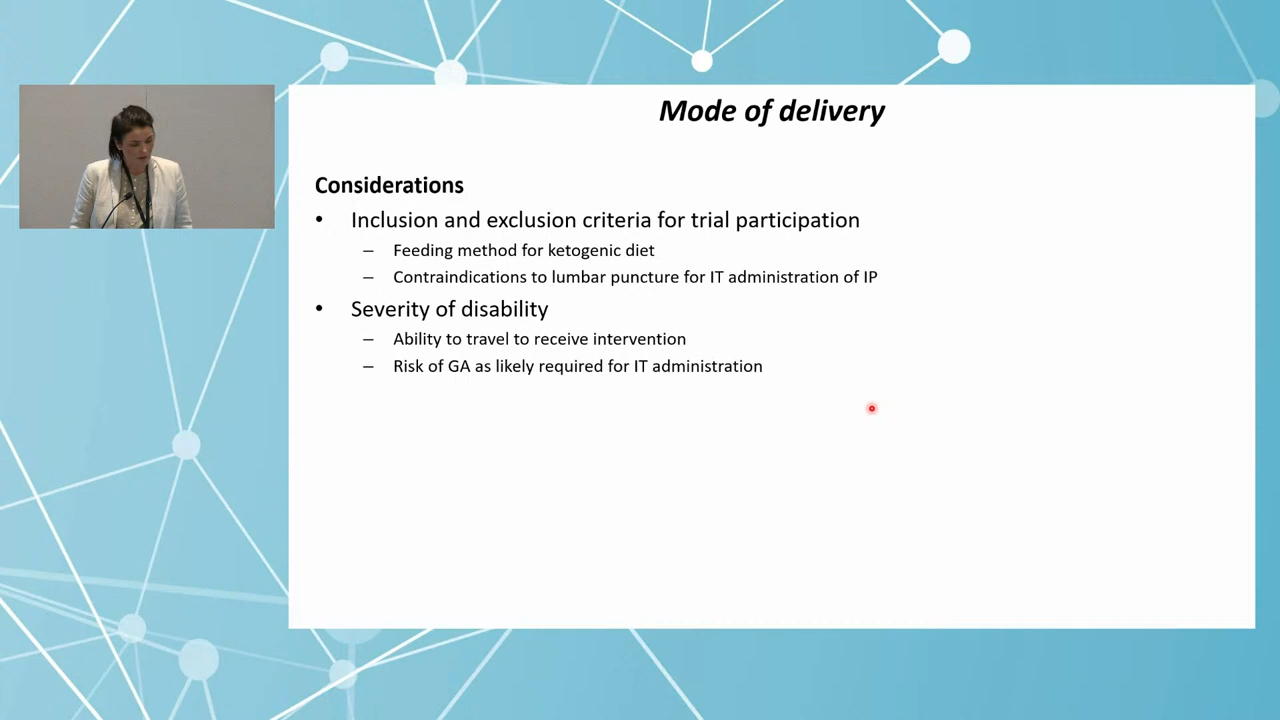 Mode of delivery
Considerations
• Inclusion and exclusion criteria for trial participation
– Feeding method for ketogenic diet
– Contraindications to lumbar puncture for IT administration of IP
• Severity of disability
– Ability to travel to receive intervention
– Risk of GA as likely required for IT administration